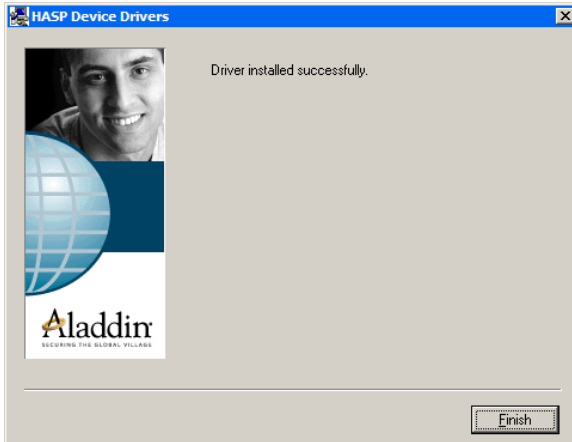 HASP Device Drivers
Driver installed successfully.
Aladdin
SECURING THE GLOBAL VILLAGE
Finish